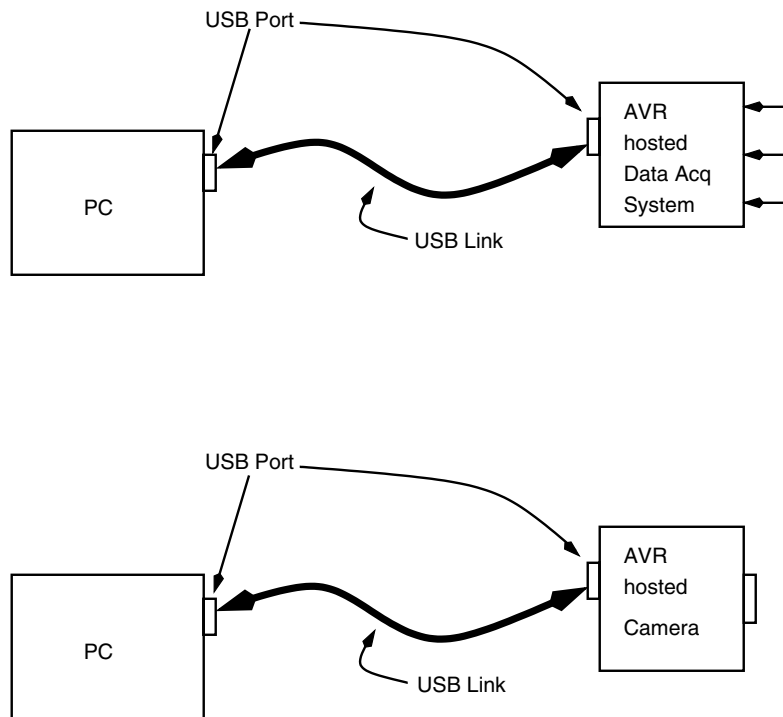 USB Port
AVR
hosted
Data Acq
System
PC
USB Link
USB Port
AVR
hosted
Camera
PC
USB Link